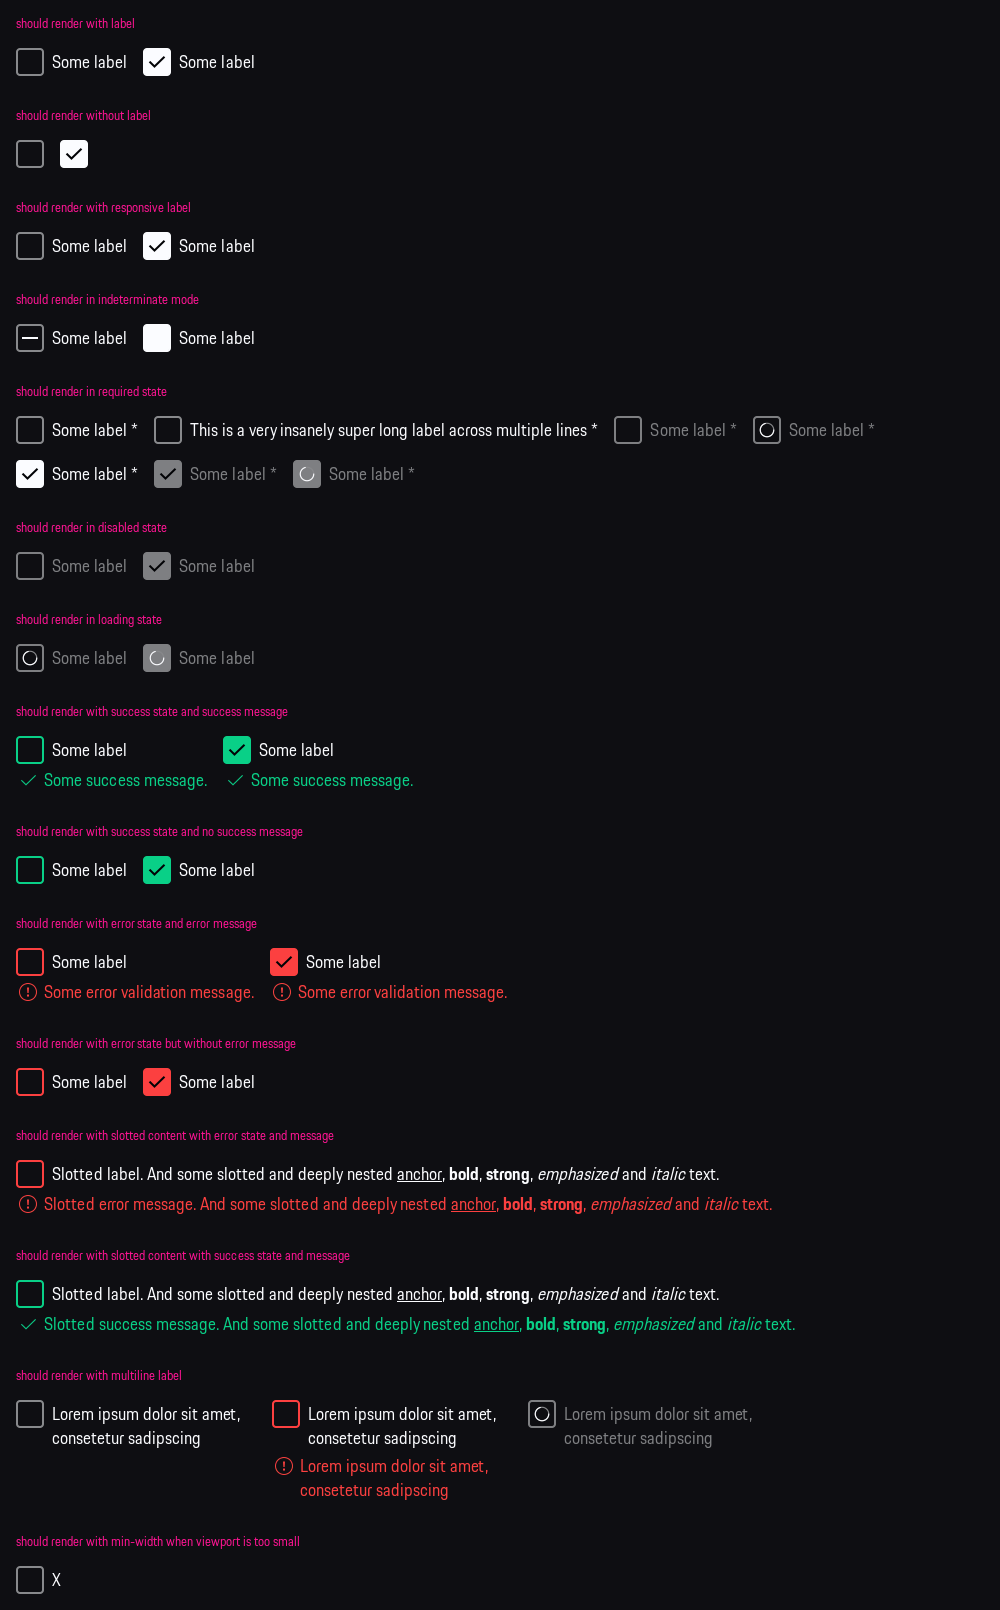 should render with label
Some label Some label
should render without label
should render with responsive label
Some label Some label
should render in indeterminate mode
Some label Some label
should render in required state
Some label * This is a very insanely super long label across multiple lines * Some label * Some label *
Some label * Some label * Some label *
should render in disabled state
Some label Some label
should render in loading state
Some label Some label
should render with success state and success message
Some label Some label
Some success message. Some success message.
should render with success state and no success message
Some label Some label
should render with error state and error message
Some label Some label
Some error validation message. Some error validation message.
should render with error state but without error message
Some label Some label
should render with slotted content with error state and message
Slotted label. And some slotted and deeply nested anchor, bold, strong, emphasized and italic text.
Slotted error message. And some slotted and deeply nested anchor, bold, strong, emphasized and italic text.
should render with slotted content with success state and message
Slotted label. And some slotted and deeply nested anchor, bold, strong, emphasized and italic text.
Slotted success message. And some slotted and deeply nested anchor, bold, strong, emphasized and italic text.
should render with multiline label
Lorem ipsum dolor sit amet,
consetetur sadipscing
Lorem ipsum dolor sit amet,
consetetur sadipscing
Lorem ipsum dolor sit amet,
consetetur sadipscing
Lorem ipsum dolor sit amet,
consetetur sadipscing
should render with min-width when viewport is too small
X